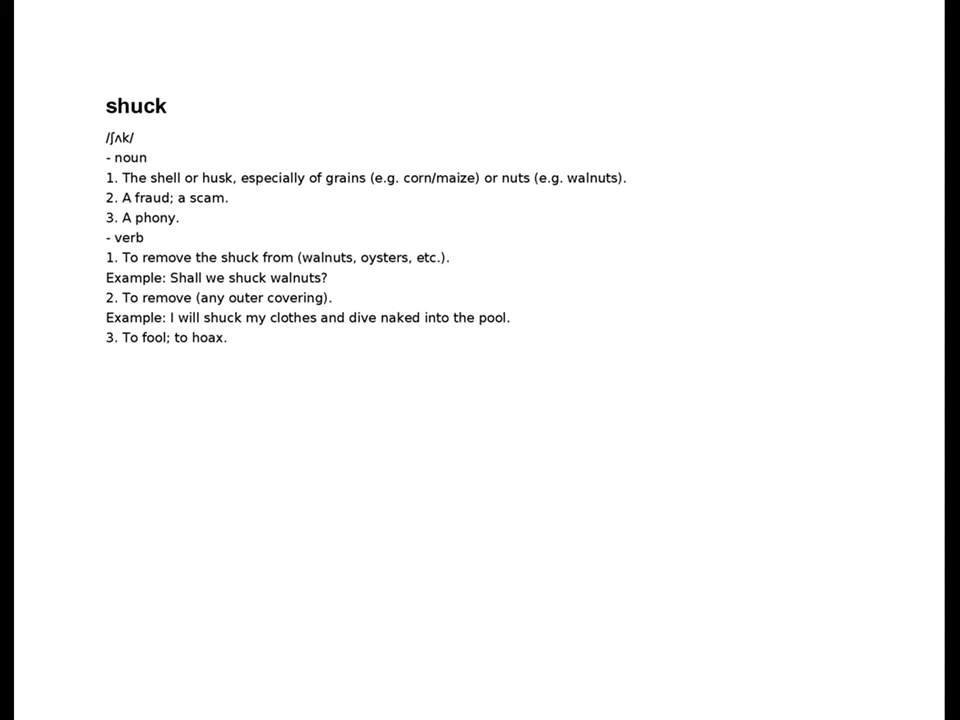 shuck
/ʃʌk/
- noun
1. The shell or husk, especially of grains (e.g. corn/maize) or nuts (e.g. walnuts).
2. A fraud; a scam.
3. A phony.
- verb
1. To remove the shuck from (walnuts, oysters, etc.).
Example: Shall we shuck walnuts?
2. To remove (any outer covering).
Example: I will shuck my clothes and dive naked into the pool.
3. To fool; to hoax.